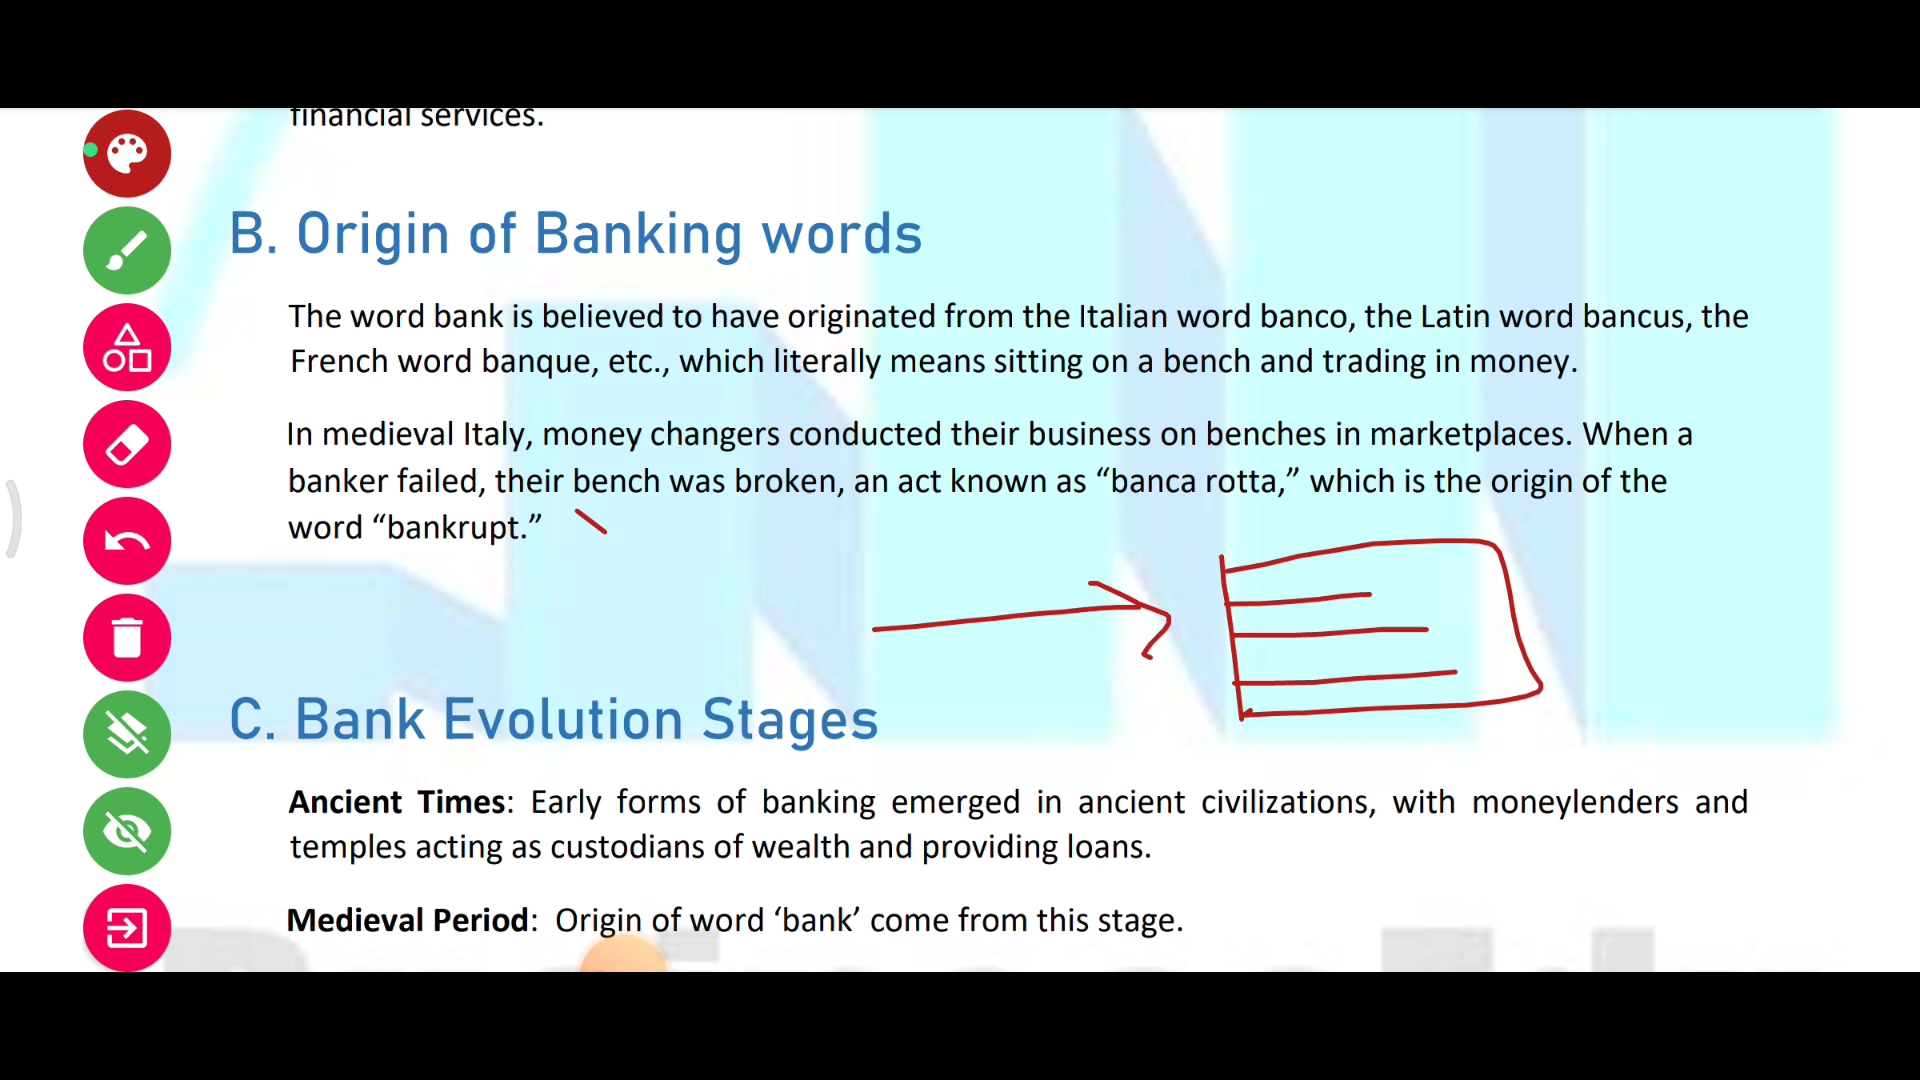 financial services.
B. Origin of Banking words
The word bank is believed to have originated from the Italian word banco, the Latin word bancus, the
French word banque, etc., which literally means sitting on a bench and trading in money.
In medieval Italy, money changers conducted their business on benches in marketplaces. When a
banker failed, their bench was broken, an act known as “banca rotta,” which is the origin of the
word “bankrupt.”
C. Bank Evolution Stages
Ancient Times: Early forms of banking emerged in ancient civilizations, with moneylenders and
temples acting as custodians of wealth and providing loans.
Medieval Period: Origin of word ‘bank’ come from this stage.